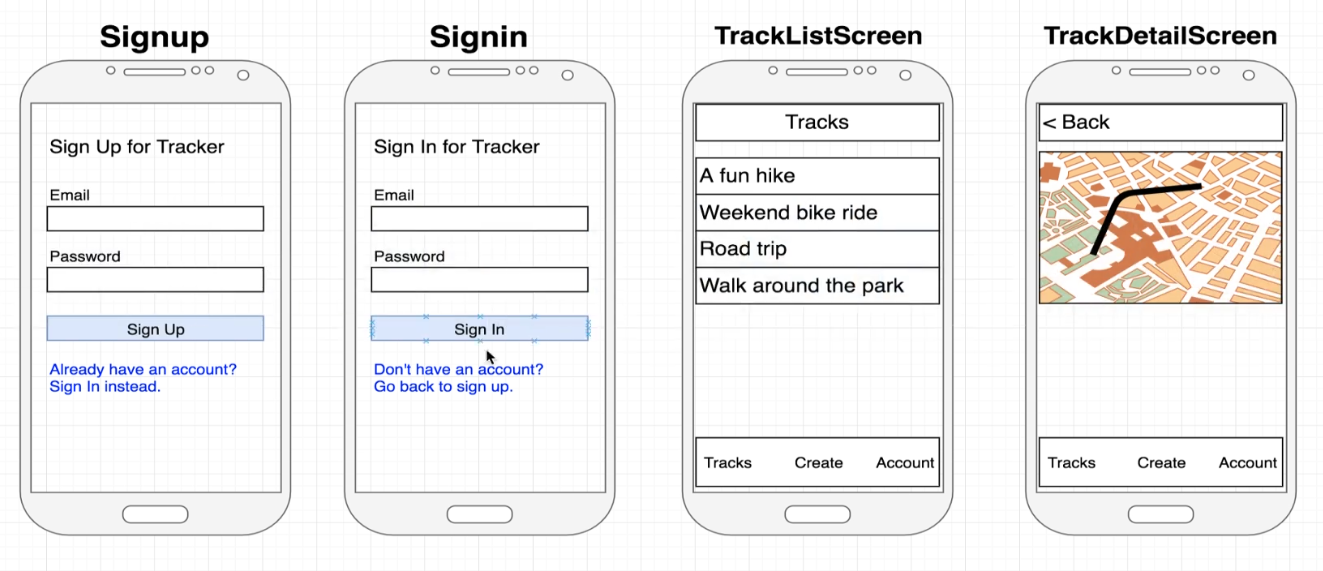 Signup
Sign Up for Tracker
Email
Password
Sign Up
Already have an account?
Sign In instead.
Signin
Sign In for Tracker
Email
Password
Sign In
Don't have an account?
Go back to sign up.
TrackListScreen
Tracks
A fun hike
Weekend bike ride
Road trip
Walk around the park
Tracks Create Account
TrackDetailScreen
< Back
Tracks Create Account